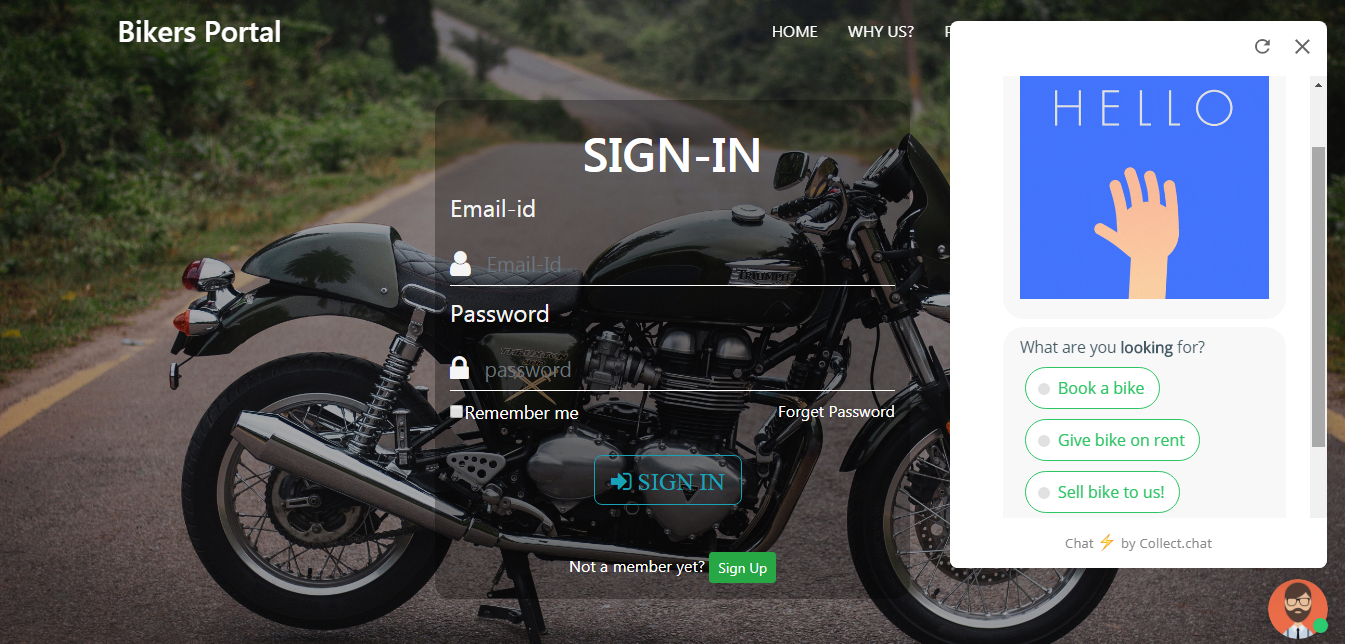 Bikers Portal
HOME WHY US?
SIGN-IN
Email-id
Email-Id
Password
password
Remember me Forget Password
SIGN IN
Not a member yet? Sign Up
TRIUMPH
HELLO
What are you looking for?
Book a bike
Give bike on rent
Sell bike to us!
Chat ⚡ by Collect.chat